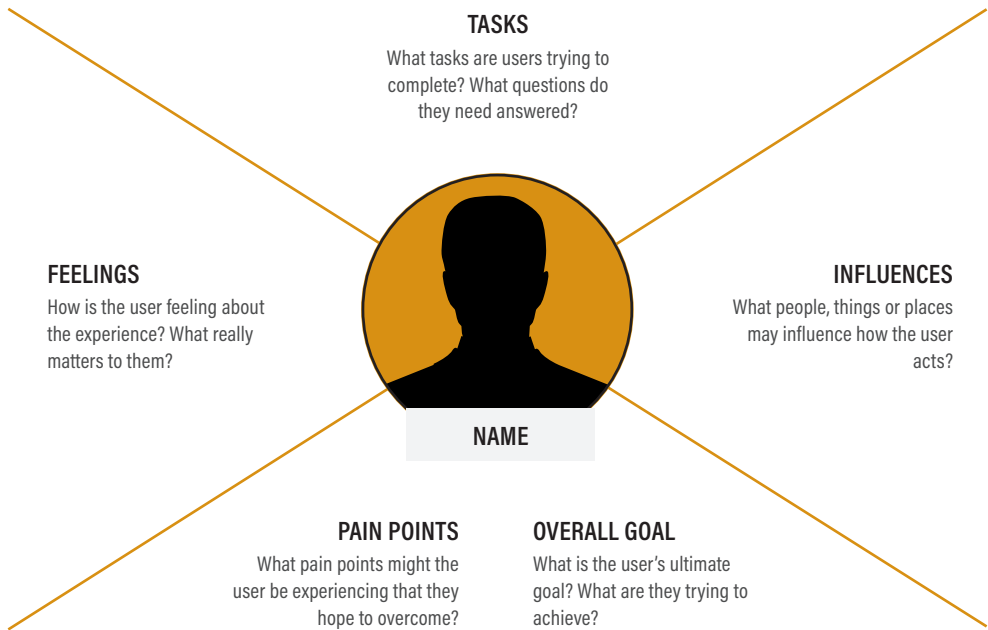 TASKS
What tasks are users trying to
complete? What questions do
they need answered?
FEELINGS
How is the user feeling about
the experience? What really
matters to them?
INFLUENCES
What people, things or places
may influence how the user
acts?
NAME
PAIN POINTS
What pain points might the
user be experiencing that they
hope to overcome?
OVERALL GOAL
What is the user’s ultimate
goal? What are they trying to
achieve?